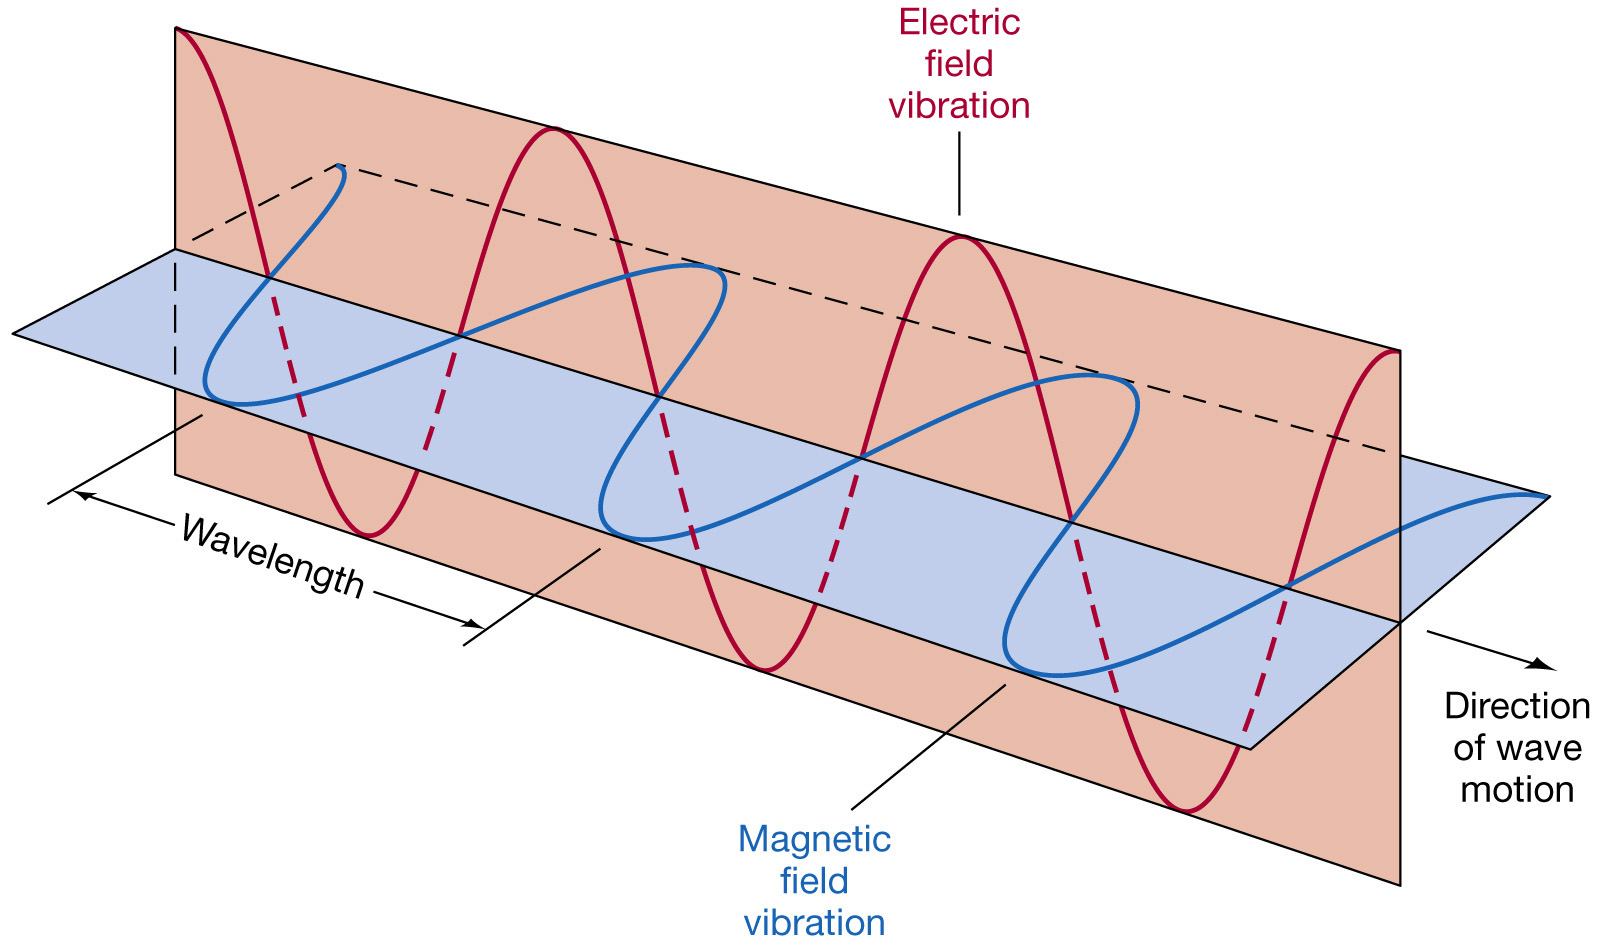 Electric
field
vibration
Wavelength
Direction
of wave
motion
Magnetic
field
vibration